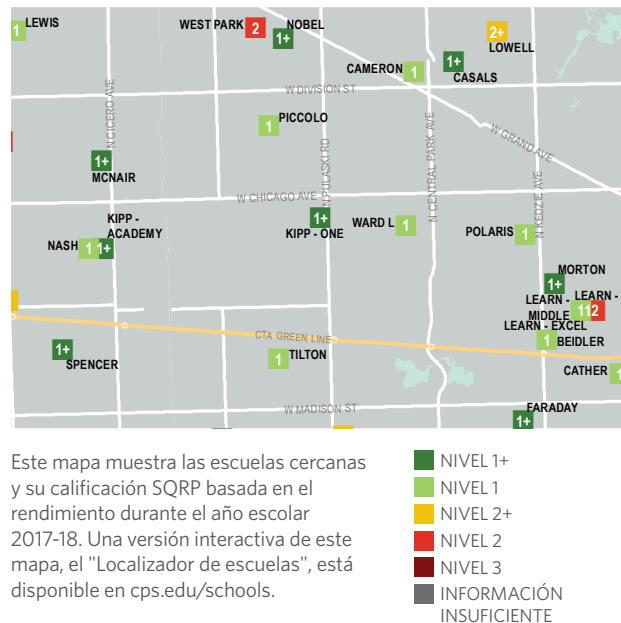 LEWIS
WEST PARK 2
NOBEL
1+
2+
LOWELL
1
CAMERON 1
1+
CASALS
W DIVISION ST
N CICERO AVE
1 PICCOLO
N PULASKI RD
N CENTRAL PARK AVE
W GRAND AVE
1+
MCNAIR
W CHICAGO AVE
N KEDZIE AVE
KIPP -
ACADEMY
NASH 1 1+
1+
KIPP - ONE
WARD L 1
POLARIS 1
MORTON
1+
LEARN - LEARN -
MIDDLE 1 1 2
LEARN - EXCEL
1 BEIDLER
CTA GREEN LINE
1+
SPENCER
1 TILTON
CATHER 1
W MADISON ST
FARADAY
1+
Este mapa muestra las escuelas cercanas
y su calificación SQRP basada en el
rendimiento durante el año escolar
2017-18. Una versión interactiva de este
mapa, el "Localizador de escuelas", está
disponible en cps.edu/schools.
NIVEL 1+
NIVEL 1
NIVEL 2+
NIVEL 2
NIVEL 3
INFORMACIÓN
INSUFICIENTE